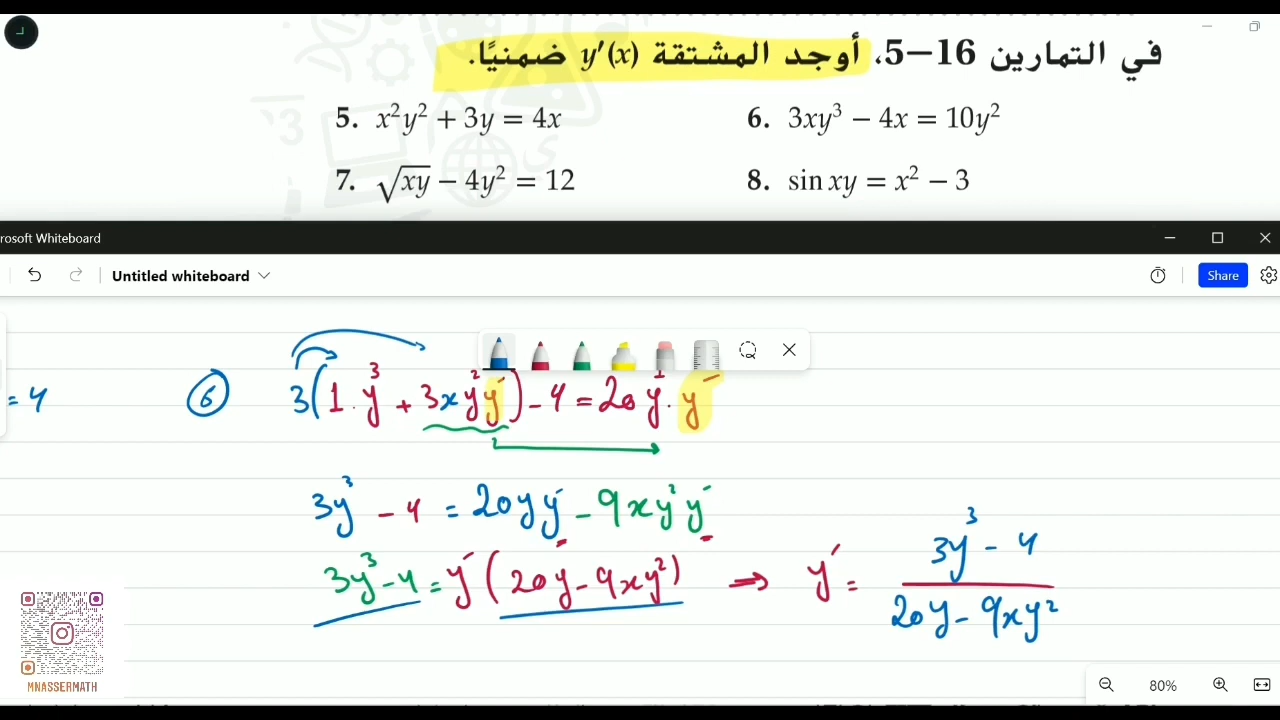 في التمارين 16–5، أوجد المشتقة y′(x) ضمنيًا.
5. x²y² + 3y = 4x
6. 3xy³ − 4x = 10y²
7. √xy − 4y² = 12
8. sin xy = x² − 3
rosoft Whiteboard
Untitled whiteboard
Share
= 4
⑥ 3(1·y³ + 3xy²y′) − 4 = 20y¹·y′
3y³ − 4 = 20yy′ − 9xy²y′
3y³ − 4 = y′(20y − 9xy²) ⇒ y′ = (3y³ − 4)/(20y − 9xy²)
MNASSERMATH
80%